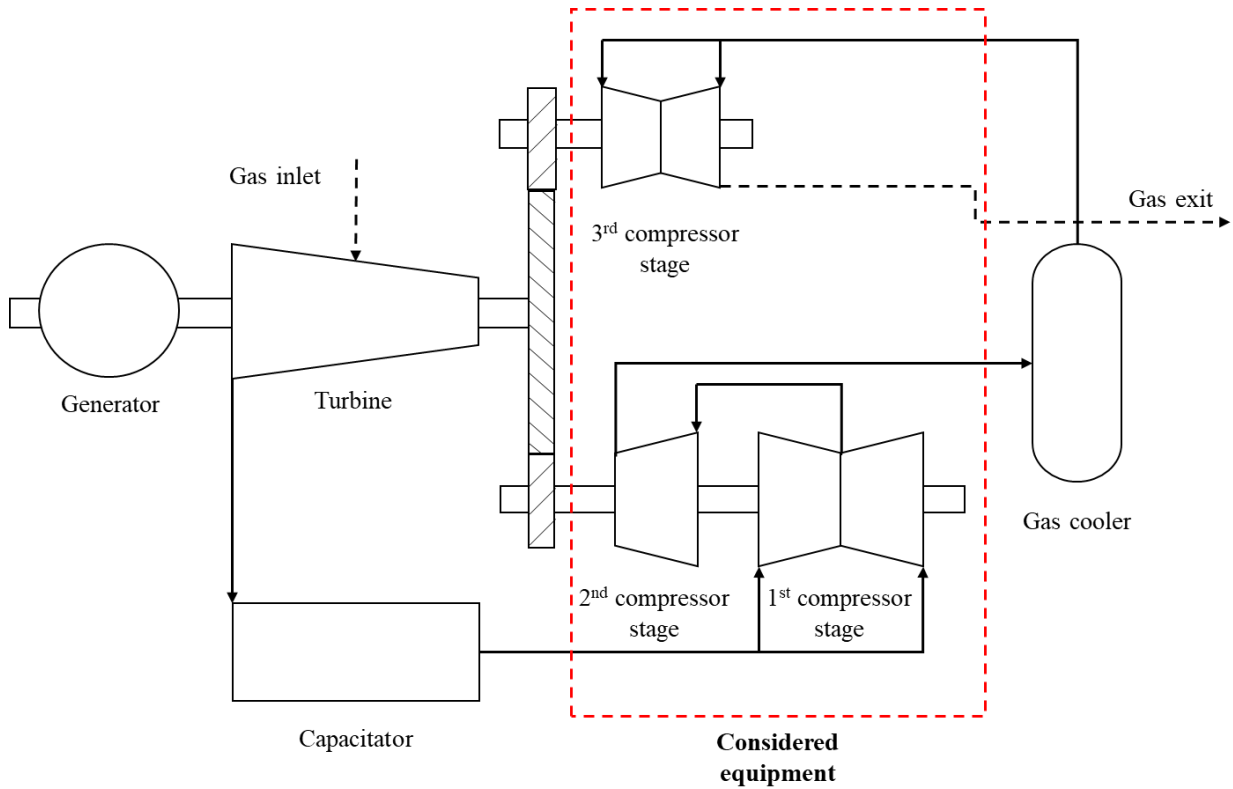 Gas inlet
Gas exit
3rd compressor
stage
Generator
Turbine
Gas cooler
2nd compressor
stage
1st compressor
stage
Capacitator
Considered
equipment